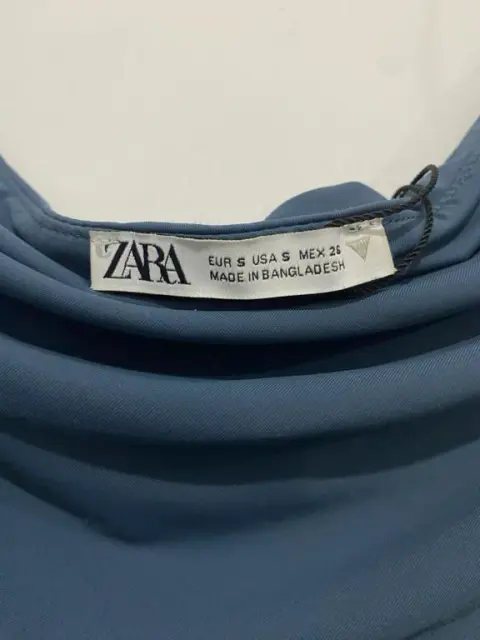 ZARA
EUR S USA S MEX 26
MADE IN BANGLADESH